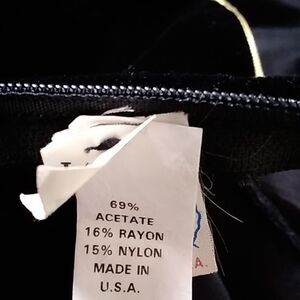 69%
ACETATE
16% RAYON
15% NYLON
MADE IN
U.S.A.
A.